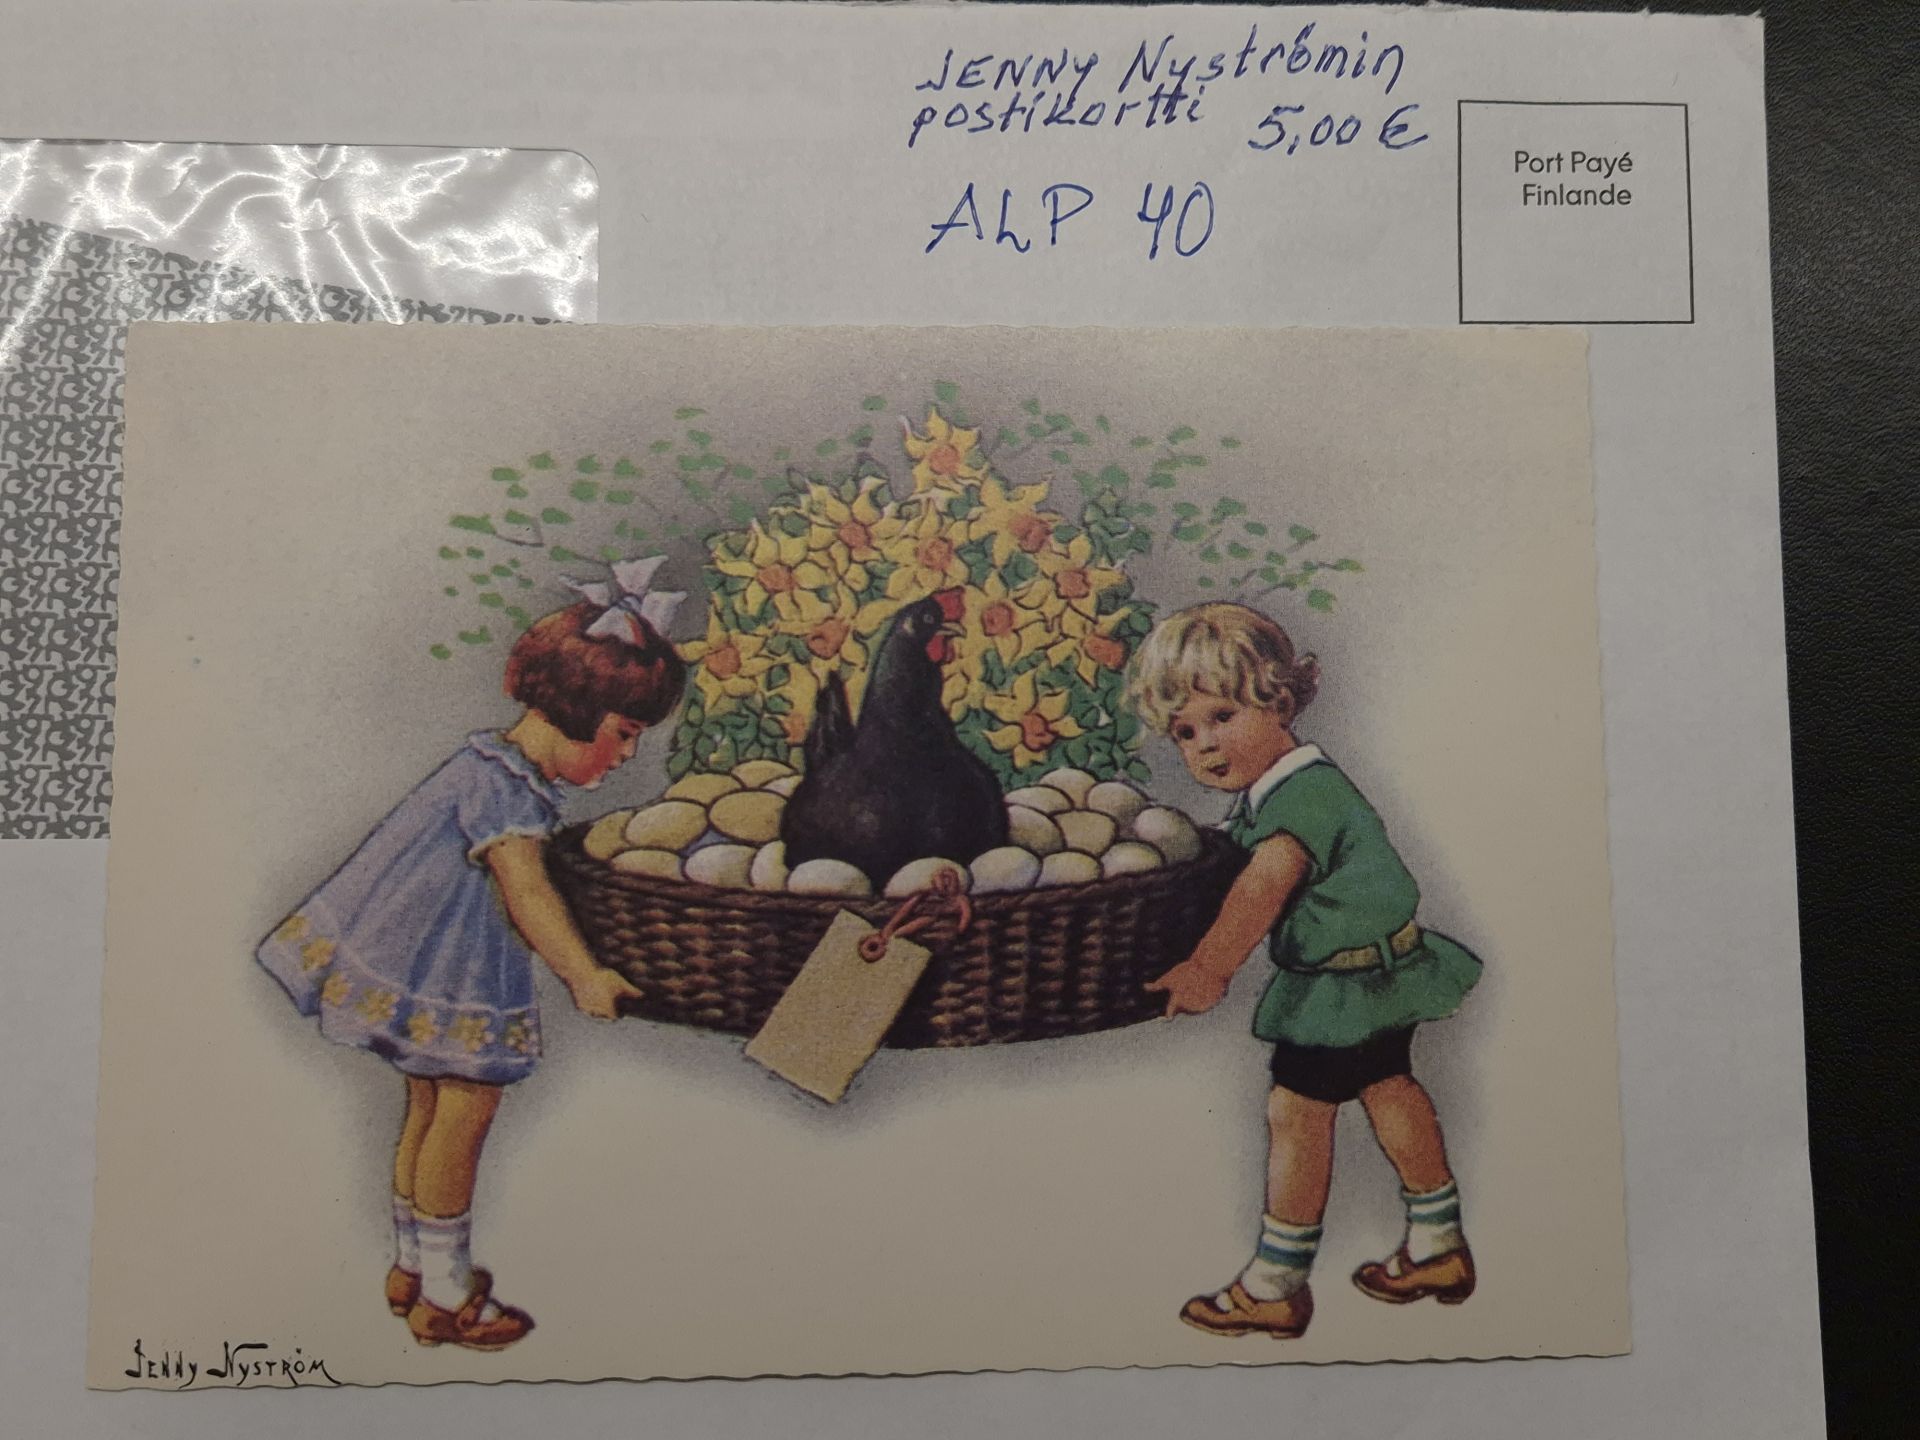 JENNY Nyströmin
postikortti 5,00 €
ALP 40
Port Payé
Finlande
JENNY NYSTRÖM